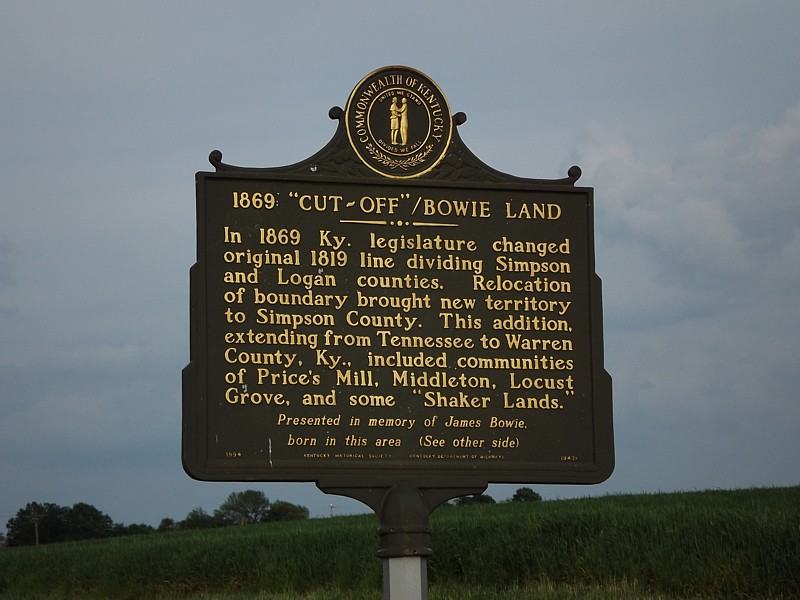 COMMONWEALTH OF KENTUCKY
UNITED WE STAND
DIVIDED WE FALL
1869 "CUT-OFF"/BOWIE LAND
In 1869 Ky. legislature changed
original 1819 line dividing Simpson
and Logan counties. Relocation
of boundary brought new territory
to Simpson County. This addition,
extending from Tennessee to Warren
County, Ky., included communities
of Price's Mill, Middleton, Locust
Grove, and some "Shaker Lands."
Presented in memory of James Bowie,
born in this area (See other side)
1994 KENTUCKY HISTORICAL SOCIETY KENTUCKY DEPARTMENT OF HIGHWAYS